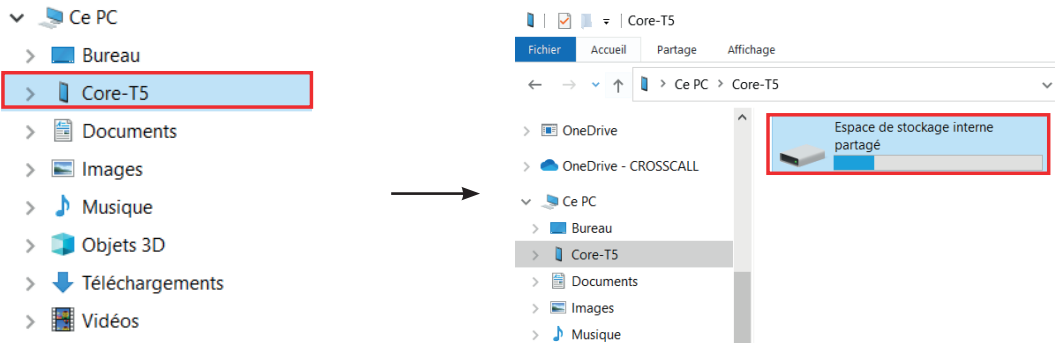 Ce PC
Bureau
Core-T5
Documents
Images
Musique
Objets 3D
Téléchargements
Vidéos
Core-T5
Fichier Accueil Partage Affichage
Ce PC > Core-T5
OneDrive
OneDrive - CROSSCALL
Ce PC
Bureau
Core-T5
Documents
Images
Musique
Espace de stockage interne
partagé